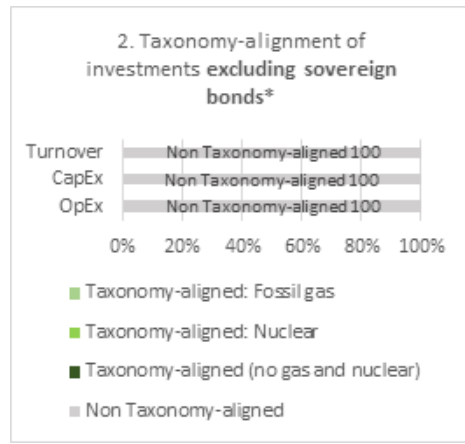 2. Taxonomy-alignment of
investments excluding sovereign
bonds*
Turnover Non Taxonomy-aligned 100
CapEx Non Taxonomy-aligned 100
OpEx Non Taxonomy-aligned 100
0% 20% 40% 60% 80% 100%
Taxonomy-aligned: Fossil gas
Taxonomy-aligned: Nuclear
Taxonomy-aligned (no gas and nuclear)
Non Taxonomy-aligned